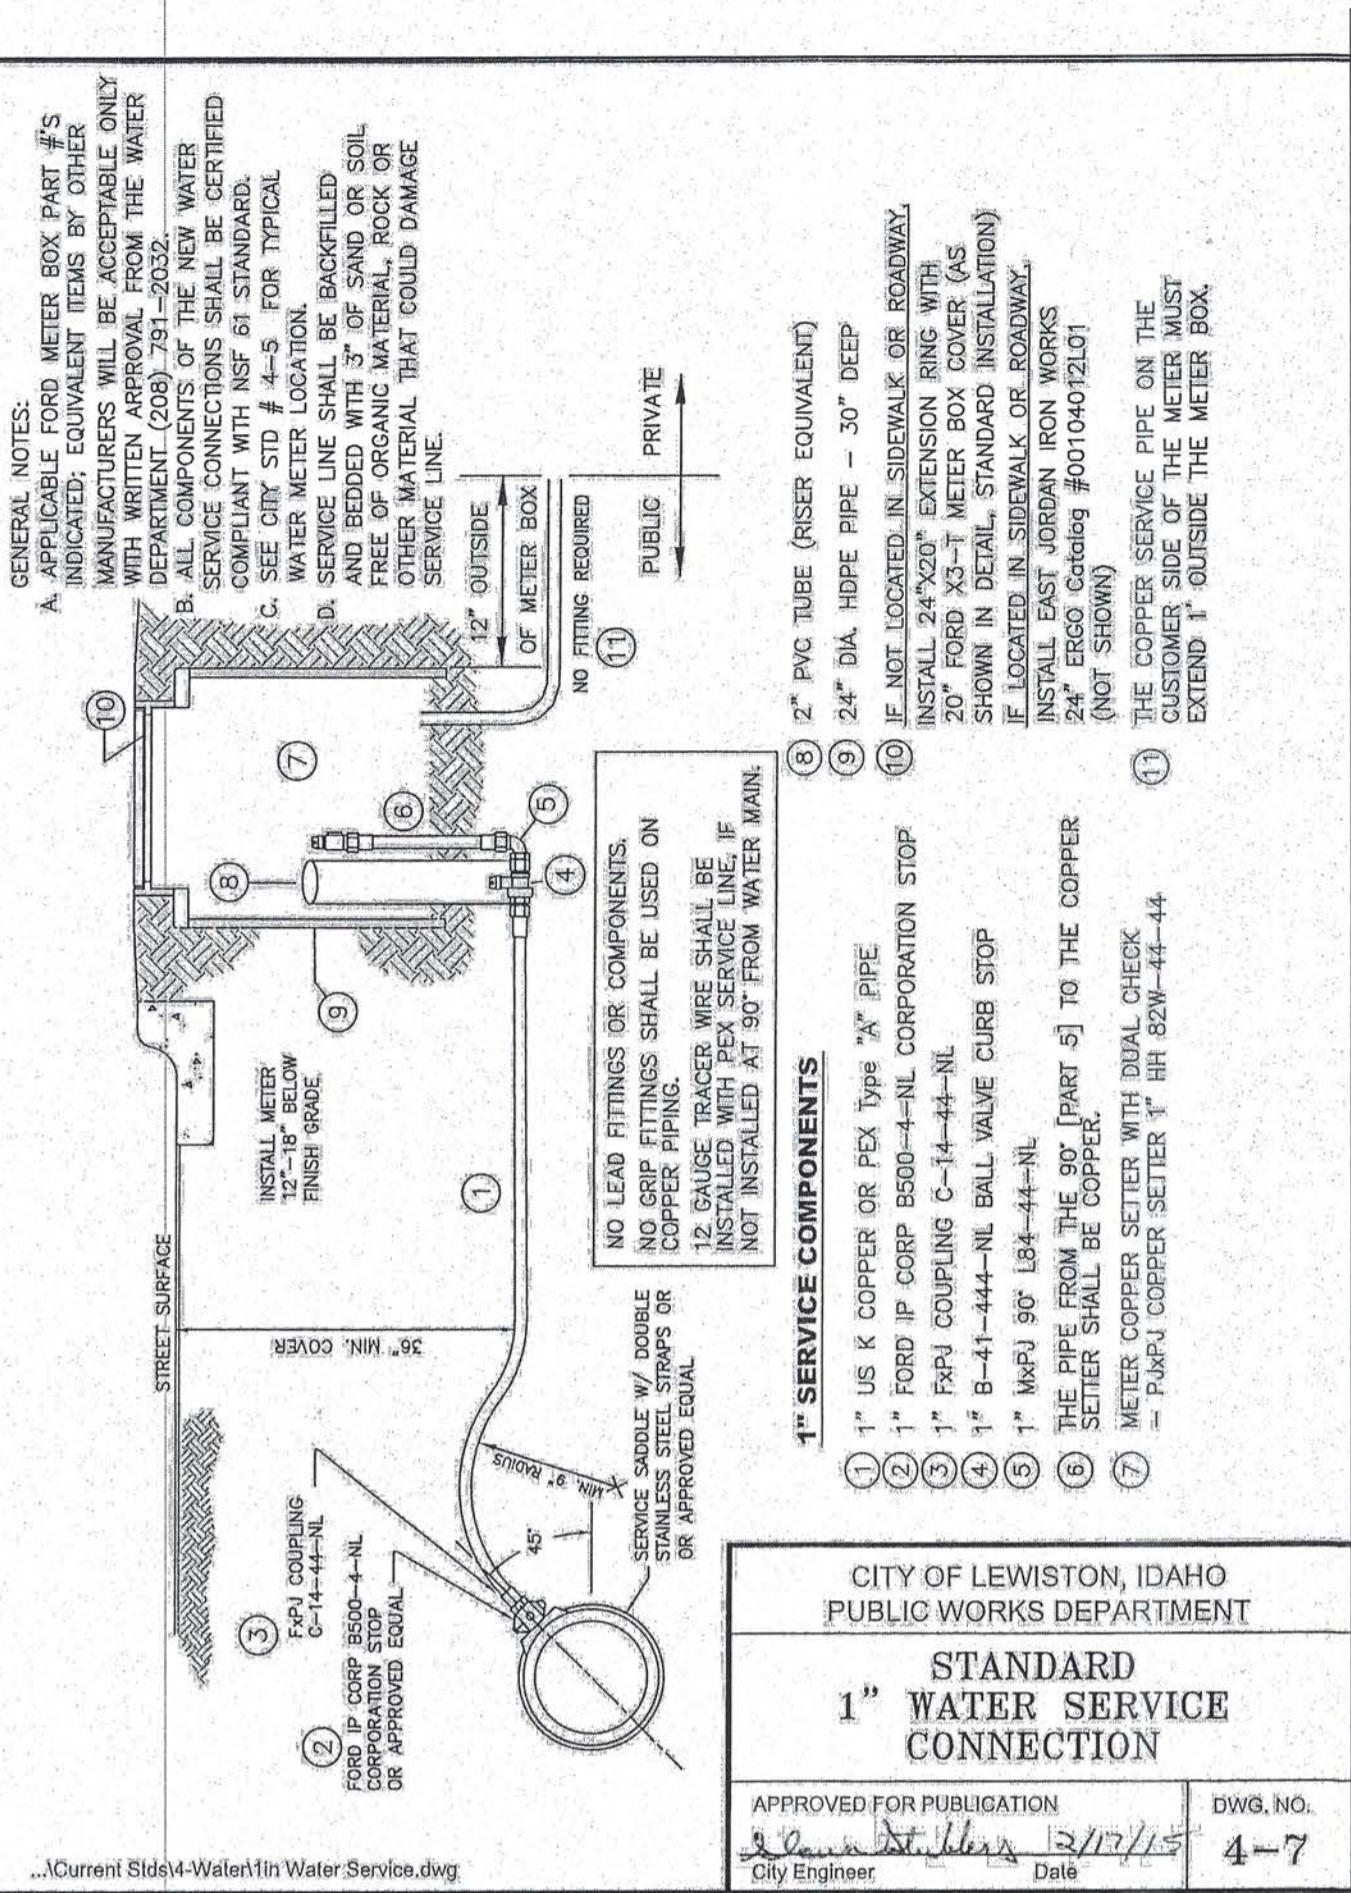 GENERAL NOTES:
A. APPLICABLE FORD METER BOX PART #'S
INDICATED; EQUIVALENT ITEMS BY OTHER
MANUFACTURERS WILL BE ACCEPTABLE ONLY
WITH WRITTEN APPROVAL FROM THE WATER
DEPARTMENT (208) 791-2032.
B. ALL COMPONENTS OF THE NEW WATER
SERVICE CONNECTIONS SHALL BE CERTIFIED
COMPLIANT WITH NSF 61 STANDARD.
C. SEE CITY STD # 4-5 FOR TYPICAL
WATER METER LOCATION.
D. SERVICE LINE SHALL BE BACKFILLED
AND BEDDED WITH 3" OF SAND OR SOIL,
FREE OF ORGANIC MATERIAL, ROCK OR
OTHER MATERIAL THAT COULD DAMAGE
SERVICE LINE.
STREET SURFACE
36" MIN. COVER
INSTALL METER
12"-18" BELOW
FINISH GRADE
3
FxPJ COUPLING
C-14-44-NL
2
FORD IP CORP B500-4-NL
CORPORATION STOP
OR APPROVED EQUAL
MIN. 9" RADIUS
45°
SERVICE SADDLE W/ DOUBLE
STAINLESS STEEL STRAPS OR
OR APPROVED EQUAL
1
9
8
10
7
6
5
4
12" OUTSIDE
OF METER BOX
NO FITTING REQUIRED
11
PUBLIC PRIVATE
NO LEAD FITTINGS OR COMPONENTS.
NO GRIP FITTINGS SHALL BE USED ON
COPPER PIPING.
12 GAUGE TRACER WIRE SHALL BE
INSTALLED WITH PEX SERVICE LINE, IF
NOT INSTALLED AT 90° FROM WATER MAIN.
1" SERVICE COMPONENTS
1 1" US K COPPER OR PEX Type "A" PIPE
2 1" FORD IP CORP B500-4-NL CORPORATION STOP
3 1" FxPJ COUPLING C-14-44-NL
4 1" B-41-444-NL BALL VALVE CURB STOP
5 1" MxPJ 90° L84-44-NL
6 THE PIPE FROM THE 90° [PART 5] TO THE COPPER
SETTER SHALL BE COPPER.
7 METER COPPER SETTER WITH DUAL CHECK
- PJxPJ COPPER SETTER 1" HH 82W-44-44
8 2" PVC TUBE (RISER EQUIVALENT)
9 24" DIA. HDPE PIPE - 30" DEEP
10 IF NOT LOCATED IN SIDEWALK OR ROADWAY,
INSTALL 24"X20" EXTENSION RING WITH
20" FORD X3-T METER BOX COVER (AS
SHOWN IN DETAIL, STANDARD INSTALLATION)
IF LOCATED IN SIDEWALK OR ROADWAY,
INSTALL EAST JORDAN IRON WORKS
24" ERGO Catalog #00104012L01
(NOT SHOWN)
11 THE COPPER SERVICE PIPE ON THE
CUSTOMER SIDE OF THE METER MUST
EXTEND 1" OUTSIDE THE METER BOX.
CITY OF LEWISTON, IDAHO
PUBLIC WORKS DEPARTMENT
STANDARD
1" WATER SERVICE
CONNECTION
APPROVED FOR PUBLICATION
2/17/15
City Engineer Date
DWG. NO.
4-7
...\Current Stds\4-Water\1in Water Service.dwg